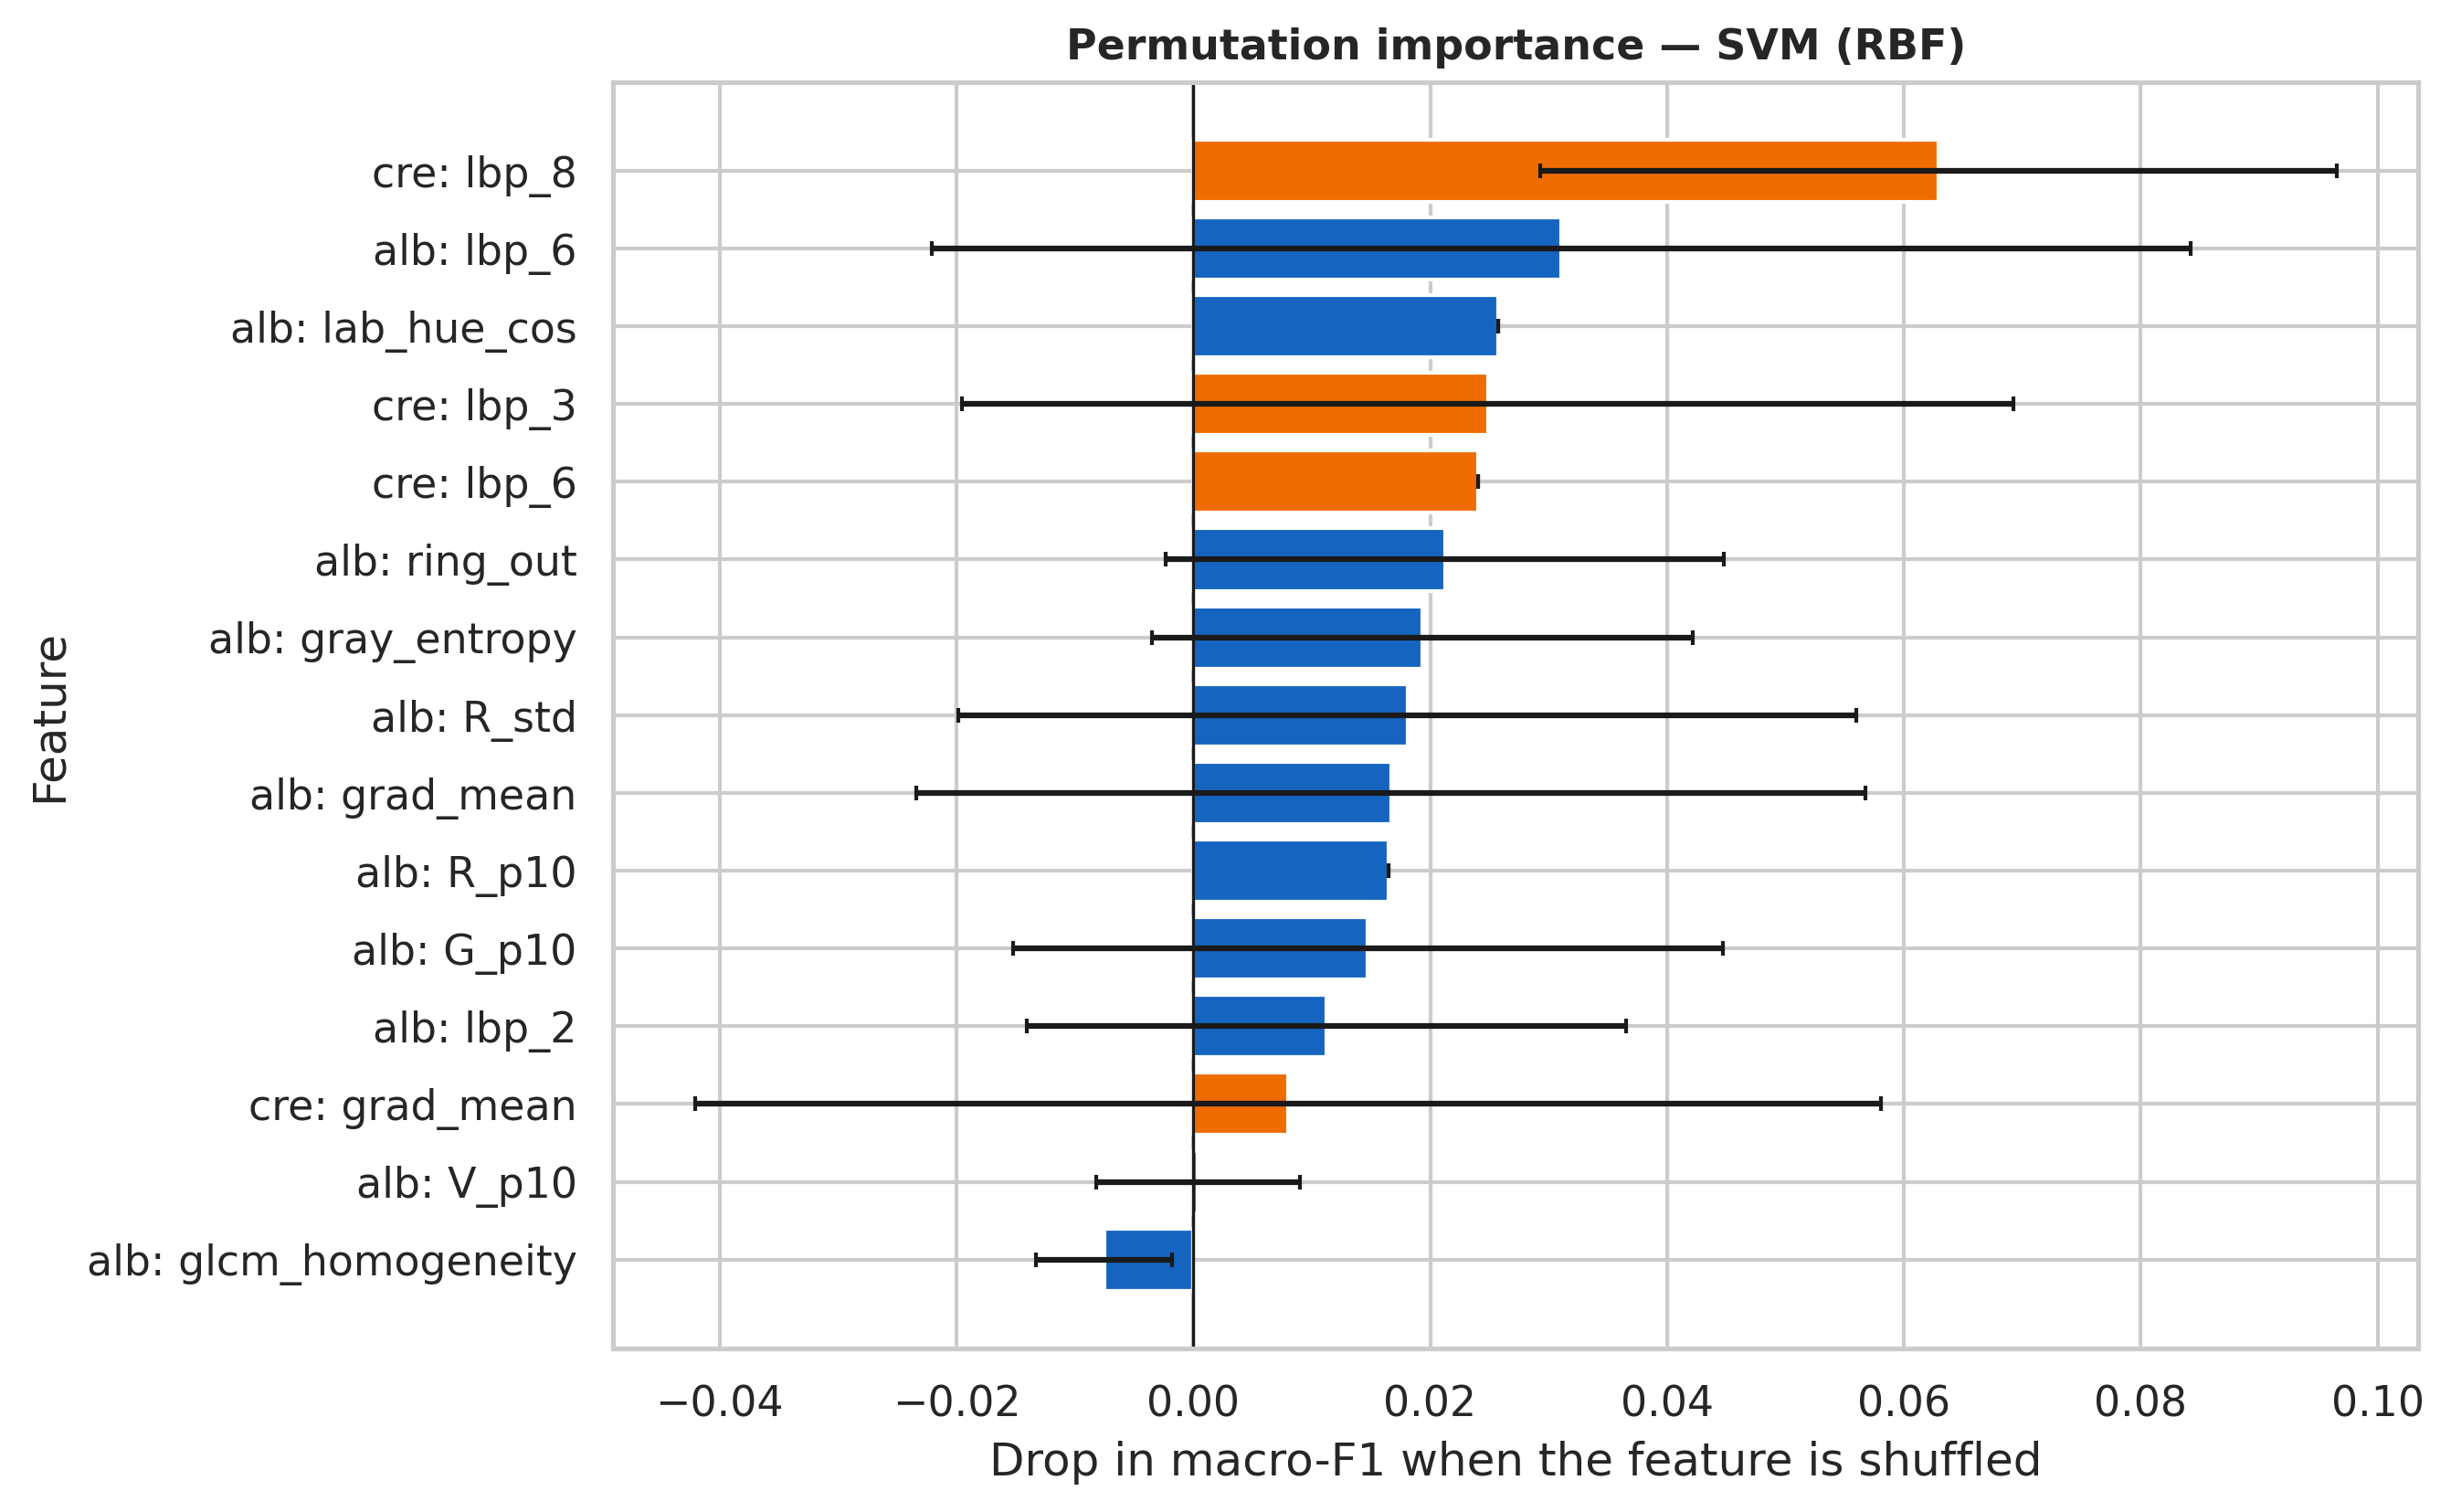 Permutation importance — SVM (RBF)
Feature
cre: lbp_8
alb: lbp_6
alb: lab_hue_cos
cre: lbp_3
cre: lbp_6
alb: ring_out
alb: gray_entropy
alb: R_std
alb: grad_mean
alb: R_p10
alb: G_p10
alb: lbp_2
cre: grad_mean
alb: V_p10
alb: glcm_homogeneity
−0.04 −0.02 0.00 0.02 0.04 0.06 0.08 0.10
Drop in macro-F1 when the feature is shuffled